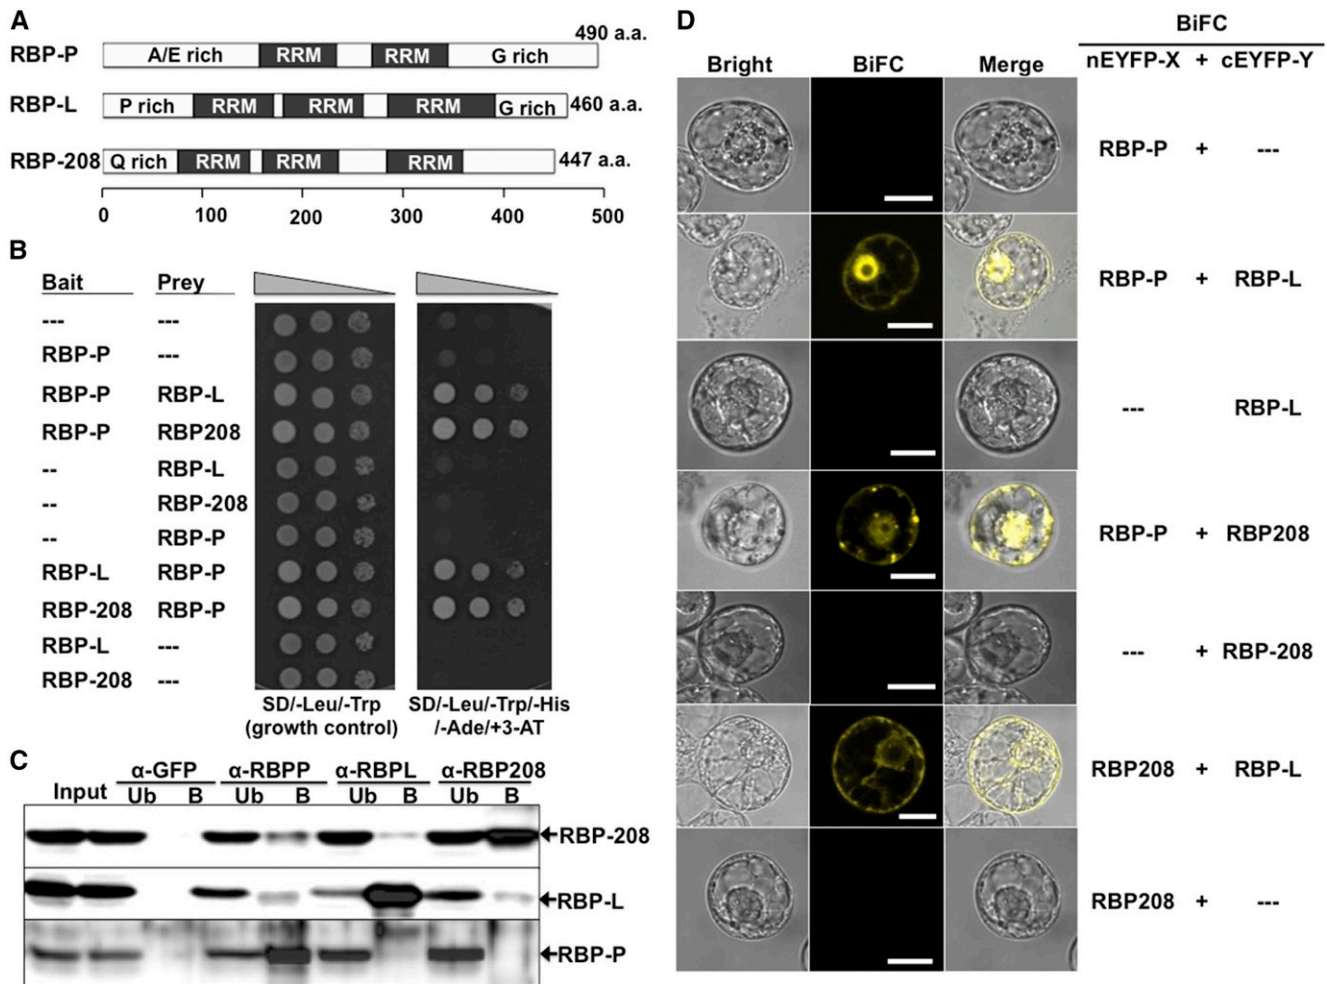 A
490 a.a.
RBP-P A/E rich RRM RRM G rich
RBP-L P rich RRM RRM RRM G rich 460 a.a.
RBP-208 Q rich RRM RRM RRM 447 a.a.
0 100 200 300 400 500
B
Bait Prey
--- ---
RBP-P ---
RBP-P RBP-L
RBP-P RBP208
-- RBP-L
-- RBP-208
-- RBP-P
RBP-L RBP-P
RBP-208 RBP-P
RBP-L ---
RBP-208 ---
SD/-Leu/-Trp
(growth control)
SD/-Leu/-Trp/-His
/-Ade/+3-AT
C
α-GFP α-RBPP α-RBPL α-RBP208
Input Ub B Ub B Ub B Ub B
RBP-208
RBP-L
RBP-P
D
BiFC
Bright BiFC Merge nEYFP-X + cEYFP-Y
RBP-P + ---
RBP-P + RBP-L
--- RBP-L
RBP-P + RBP208
--- + RBP-208
RBP208 + RBP-L
RBP208 + ---